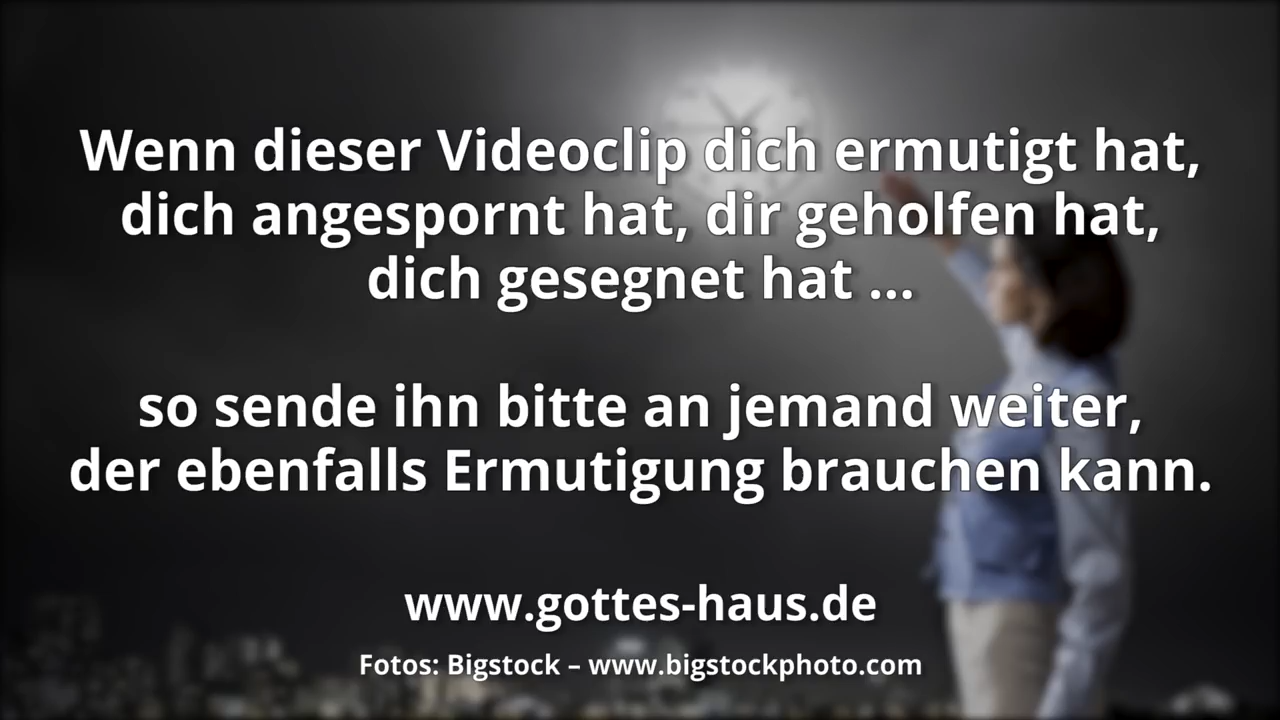 Wenn dieser Videoclip dich ermutigt hat,
dich angespornt hat, dir geholfen hat,
dich gesegnet hat ...
so sende ihn bitte an jemand weiter,
der ebenfalls Ermutigung brauchen kann.
www.gottes-haus.de
Fotos: Bigstock – www.bigstockphoto.com